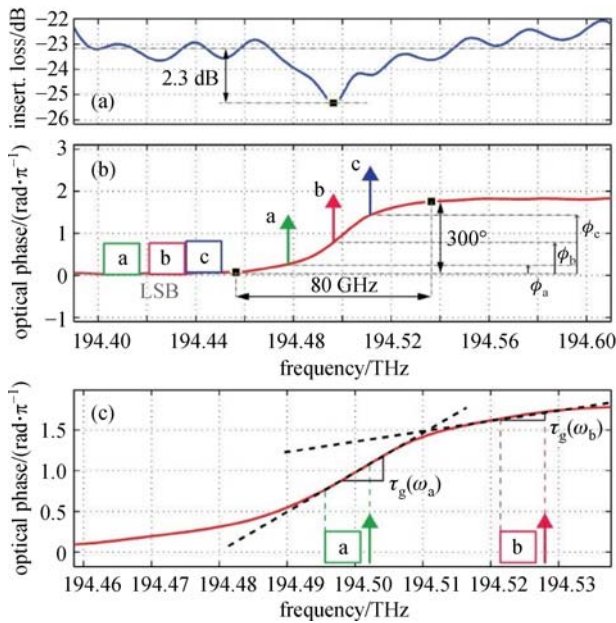 insert. loss/dB
−22
−23
−24
−25
−26
2.3 dB
(a)
optical phase/(rad·π⁻¹)
3
2
1
0
−1
(b)
a
b
c
a b c
LSB
80 GHz
300°
ϕa
ϕb
ϕc
194.40 194.44 194.48 194.52 194.56 194.60
frequency/THz
optical phase/(rad·π⁻¹)
1.5
1.0
0.5
0
(c)
τg(ωa)
τg(ωb)
a
b
194.46 194.47 194.48 194.49 194.50 194.51 194.52 194.53
frequency/THz